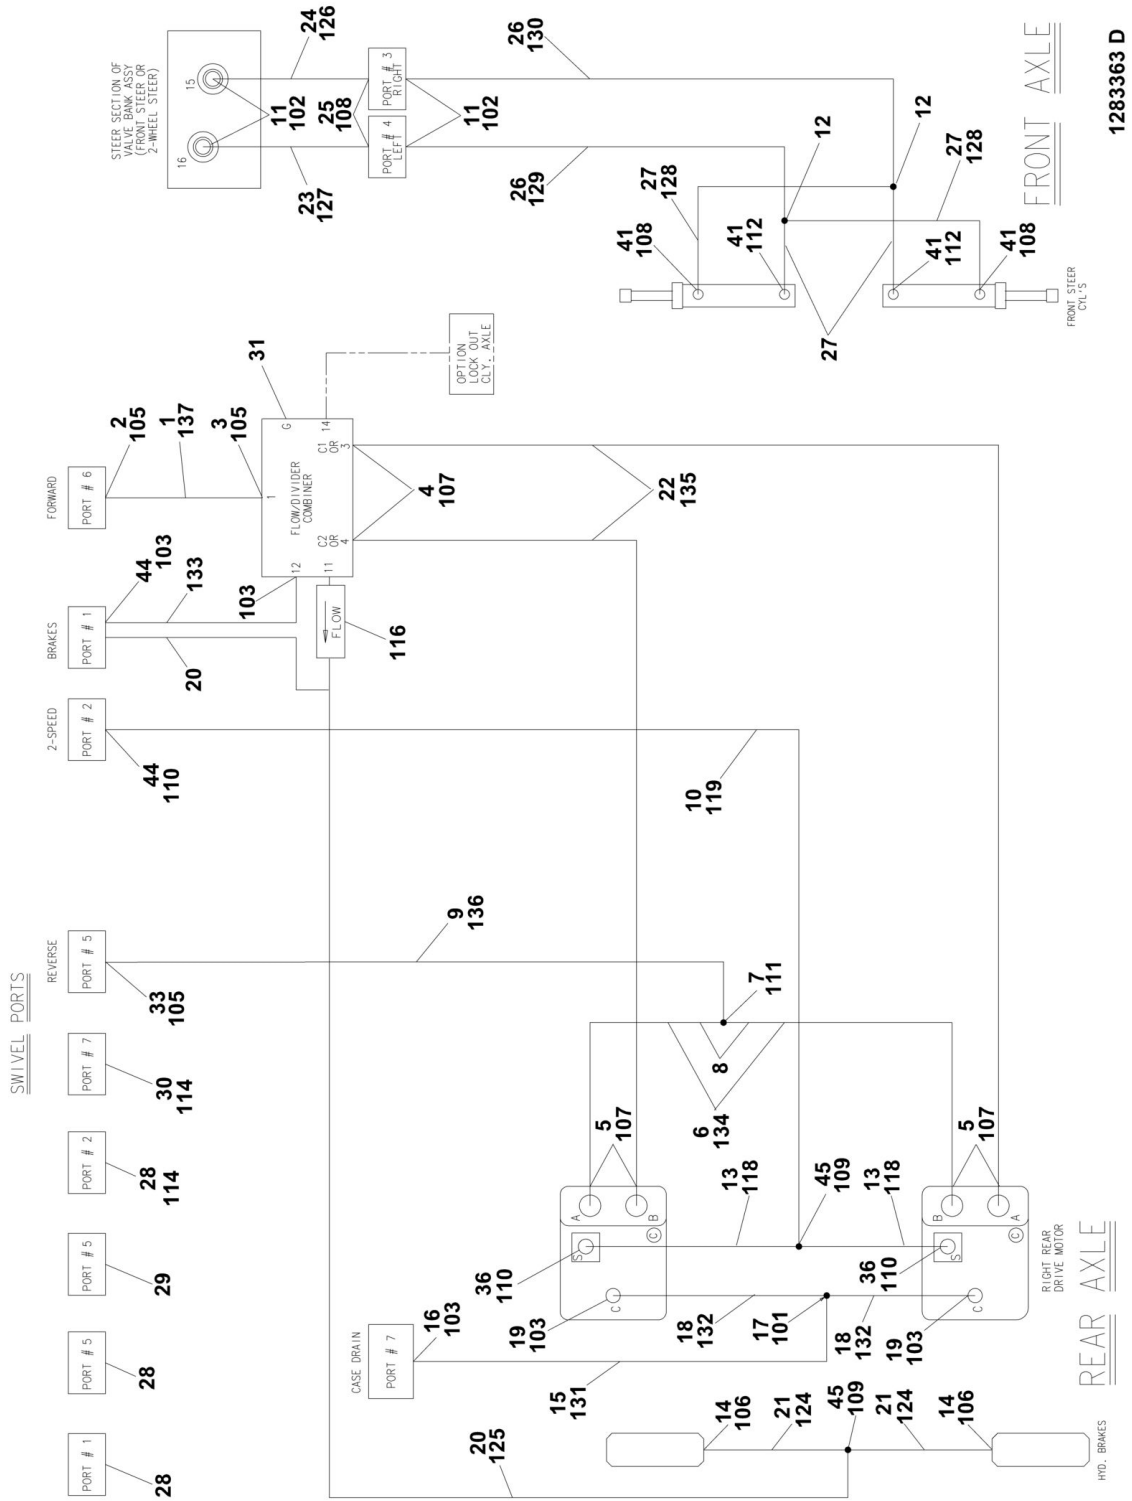 SWIVEL PORTS
PORT # 1
28
PORT # 5
28
PORT # 5
29
PORT # 2
28
114
PORT # 7
30
114
REVERSE
PORT # 5
33
105
2-SPEED
PORT # 2
44
110
BRAKES
PORT # 1
44
103
133
20
FORWARD
PORT # 6
2
105
1
137
3
105
31
1
G
FLOW/DIVIDER
COMBINER
12
11
C2
OR
4
C1
OR
3
14
103
FLOW
116
4
107
22
135
OPTION
LOCK OUT
CLY. AXLE
STEER SECTION OF
VALVE BANK ASSY
(FRONT STEER OR
2-WHEEL STEER)
16
15
11
102
23
127
24
126
25
108
PORT # 4
LEFT
PORT # 3
RIGHT
11
102
26
129
26
130
12
12
27
128
27
128
41
108
41
112
41
112
41
108
27
FRONT STEER
CYL'S
FRONT AXLE
9
136
10
119
7
111
8
6
134
5
107
5
107
A
B
S
C
C
B
A
S
C
C
13
118
45
109
13
118
36
110
36
110
CASE DRAIN
PORT # 7
16
103
19
103
18
132
17
101
18
132
19
103
15
131
RIGHT REAR
DRIVE MOTOR
REAR AXLE
20
125
14
106
21
124
45
109
21
124
14
106
HYD. BRAKES
1283363 D